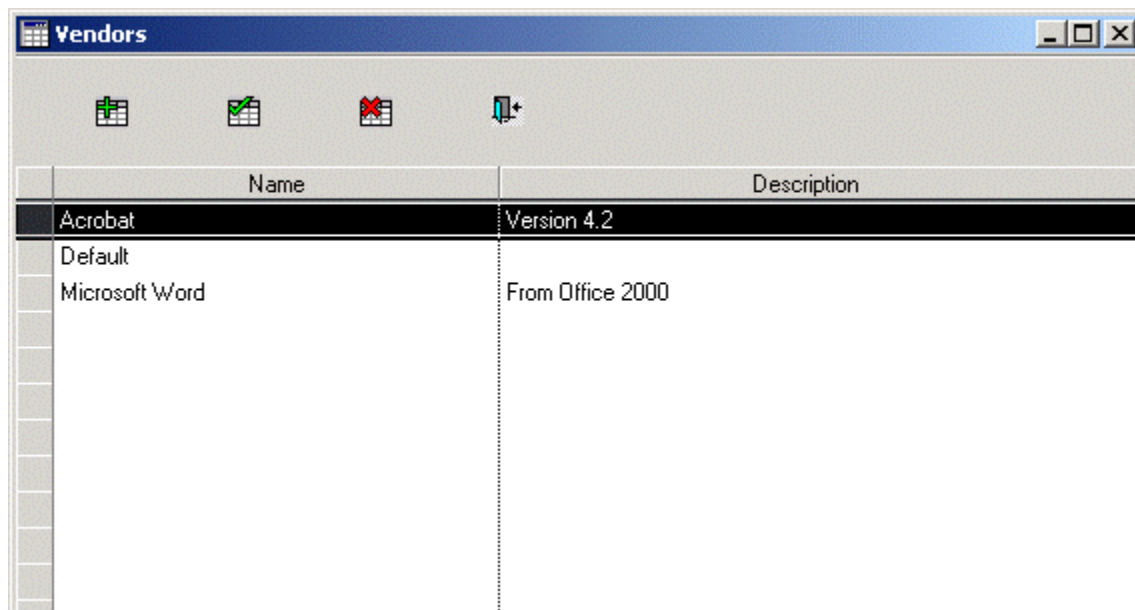 Vendors
Name Description
Acrobat Version 4.2
Default
Microsoft Word From Office 2000